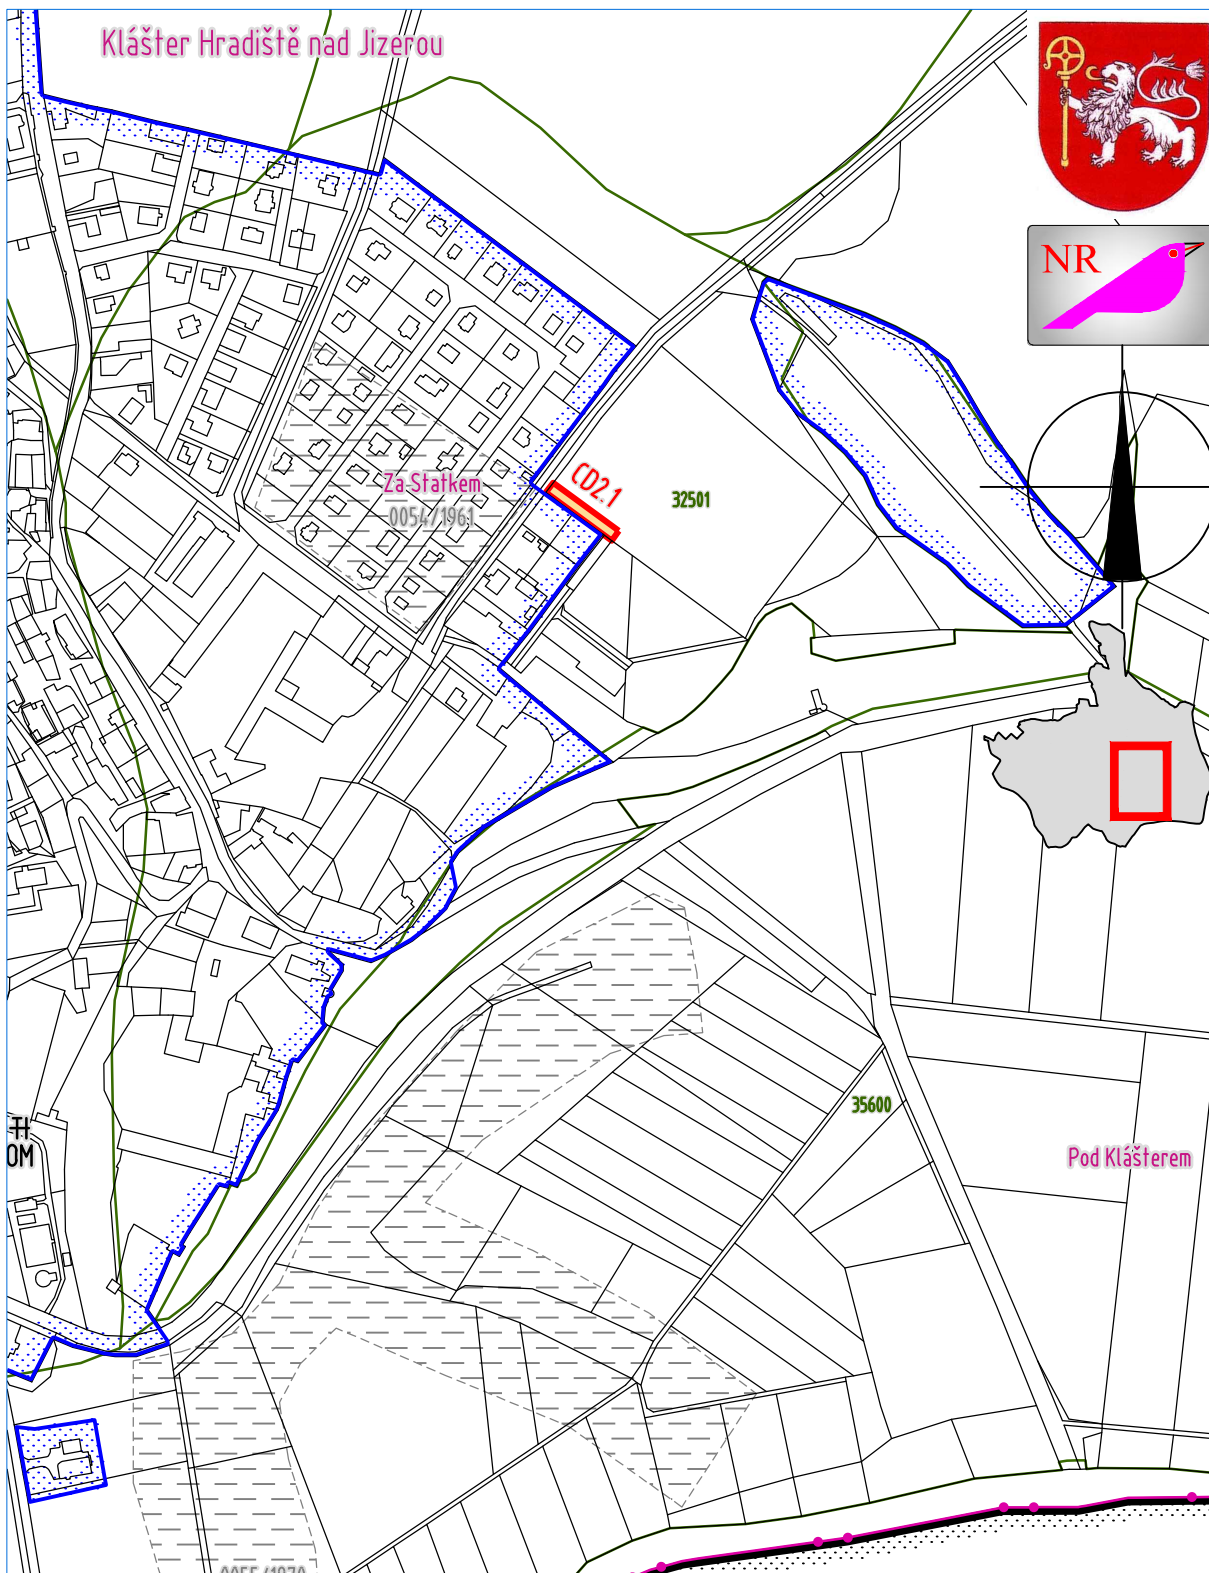 Klášter Hradiště nad Jizerou
NR
CD2.1
Za Statkem
0054/1961
32501
35600
Pod Klášterem
OM